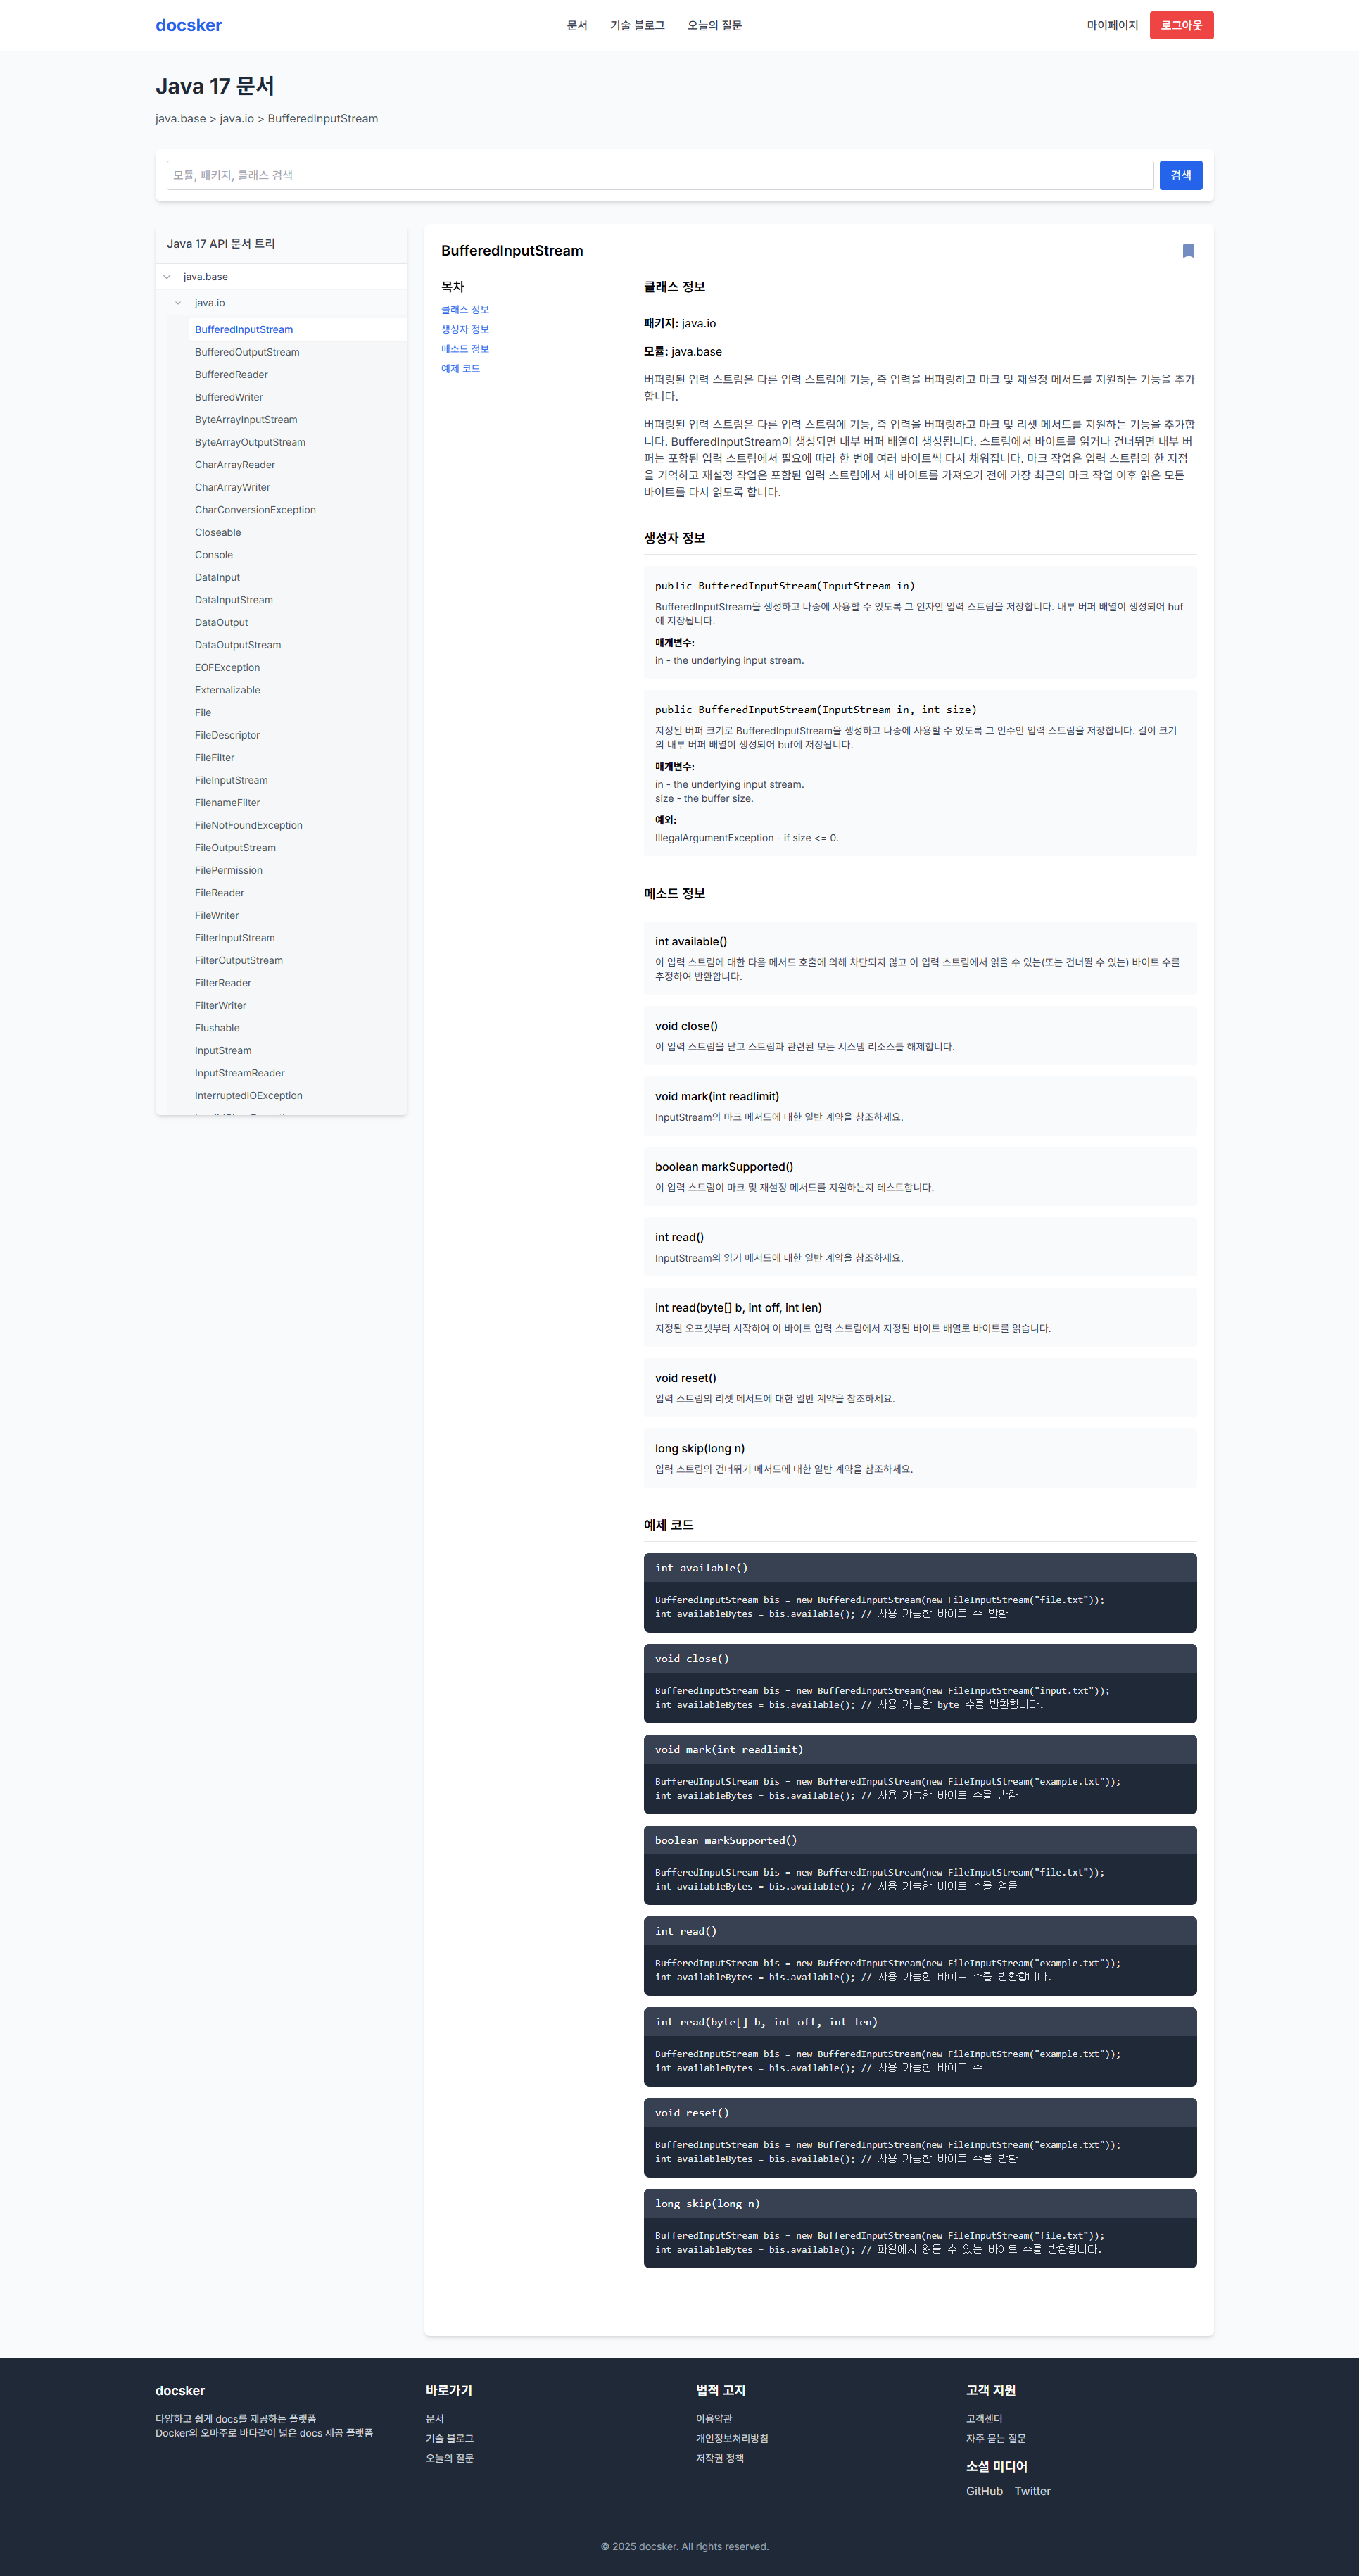 docsker
문서
기술 블로그
오늘의 질문
마이페이지
로그아웃
Java 17 문서
java.base > java.io > BufferedInputStream
모듈, 패키지, 클래스 검색
검색
Java 17 API 문서 트리
java.base
java.io
BufferedInputStream
BufferedOutputStream
BufferedReader
BufferedWriter
ByteArrayInputStream
ByteArrayOutputStream
CharArrayReader
CharArrayWriter
CharConversionException
Closeable
Console
DataInput
DataInputStream
DataOutput
DataOutputStream
EOFException
Externalizable
File
FileDescriptor
FileFilter
FileInputStream
FilenameFilter
FileNotFoundException
FileOutputStream
FilePermission
FileReader
FileWriter
FilterInputStream
FilterOutputStream
FilterReader
FilterWriter
Flushable
InputStream
InputStreamReader
InterruptedIOException
BufferedInputStream
목차
클래스 정보
생성자 정보
메소드 정보
예제 코드
클래스 정보
패키지: java.io
모듈: java.base
버퍼링된 입력 스트림은 다른 입력 스트림에 기능, 즉 입력을 버퍼링하고 마크 및 재설정 메서드를 지원하는 기능을 추가
합니다.
버퍼링된 입력 스트림은 다른 입력 스트림에 기능, 즉 입력을 버퍼링하고 마크 및 리셋 메서드를 지원하는 기능을 추가합
니다. BufferedInputStream이 생성되면 내부 버퍼 배열이 생성됩니다. 스트림에서 바이트를 읽거나 건너뛰면 내부 버
퍼는 포함된 입력 스트림에서 필요에 따라 한 번에 여러 바이트씩 다시 채워집니다. 마크 작업은 입력 스트림의 한 지점
을 기억하고 재설정 작업은 포함된 입력 스트림에서 새 바이트를 가져오기 전에 가장 최근의 마크 작업 이후 읽은 모든
바이트를 다시 읽도록 합니다.
생성자 정보
public BufferedInputStream(InputStream in)
BufferedInputStream을 생성하고 나중에 사용할 수 있도록 그 인자인 입력 스트림을 저장합니다. 내부 버퍼 배열이 생성되어 buf
에 저장됩니다.
매개변수:
in - the underlying input stream.
public BufferedInputStream(InputStream in, int size)
지정된 버퍼 크기로 BufferedInputStream을 생성하고 나중에 사용할 수 있도록 그 인수인 입력 스트림을 저장합니다. 길이 크기
의 내부 버퍼 배열이 생성되어 buf에 저장됩니다.
매개변수:
in - the underlying input stream.
size - the buffer size.
예외:
IllegalArgumentException - if size <= 0.
메소드 정보
int available()
이 입력 스트림에 대한 다음 메서드 호출에 의해 차단되지 않고 이 입력 스트림에서 읽을 수 있는(또는 건너뛸 수 있는) 바이트 수를
추정하여 반환합니다.
void close()
이 입력 스트림을 닫고 스트림과 관련된 모든 시스템 리소스를 해제합니다.
void mark(int readlimit)
InputStream의 마크 메서드에 대한 일반 계약을 참조하세요.
boolean markSupported()
이 입력 스트림이 마크 및 재설정 메서드를 지원하는지 테스트합니다.
int read()
InputStream의 읽기 메서드에 대한 일반 계약을 참조하세요.
int read(byte[] b, int off, int len)
지정된 오프셋부터 시작하여 이 바이트 입력 스트림에서 지정된 바이트 배열로 바이트를 읽습니다.
void reset()
입력 스트림의 리셋 메서드에 대한 일반 계약을 참조하세요.
long skip(long n)
입력 스트림의 건너뛰기 메서드에 대한 일반 계약을 참조하세요.
예제 코드
int available()
BufferedInputStream bis = new BufferedInputStream(new FileInputStream("file.txt"));
int availableBytes = bis.available(); // 사용 가능한 바이트 수 반환
void close()
BufferedInputStream bis = new BufferedInputStream(new FileInputStream("input.txt"));
int availableBytes = bis.available(); // 사용 가능한 byte 수를 반환합니다.
void mark(int readlimit)
BufferedInputStream bis = new BufferedInputStream(new FileInputStream("example.txt"));
int availableBytes = bis.available(); // 사용 가능한 바이트 수를 반환
boolean markSupported()
BufferedInputStream bis = new BufferedInputStream(new FileInputStream("file.txt"));
int availableBytes = bis.available(); // 사용 가능한 바이트 수를 얻음
int read()
BufferedInputStream bis = new BufferedInputStream(new FileInputStream("example.txt"));
int availableBytes = bis.available(); // 사용 가능한 바이트 수를 반환합니다.
int read(byte[] b, int off, int len)
BufferedInputStream bis = new BufferedInputStream(new FileInputStream("example.txt"));
int availableBytes = bis.available(); // 사용 가능한 바이트 수
void reset()
BufferedInputStream bis = new BufferedInputStream(new FileInputStream("example.txt"));
int availableBytes = bis.available(); // 사용 가능한 바이트 수를 반환
long skip(long n)
BufferedInputStream bis = new BufferedInputStream(new FileInputStream("file.txt"));
int availableBytes = bis.available(); // 파일에서 읽을 수 있는 바이트 수를 반환합니다.
docsker
다양하고 쉽게 docs를 제공하는 플랫폼
Docker의 오마주로 바다같이 넓은 docs 제공 플랫폼
바로가기
문서
기술 블로그
오늘의 질문
법적 고지
이용약관
개인정보처리방침
저작권 정책
고객 지원
고객센터
자주 묻는 질문
소셜 미디어
GitHub
Twitter
© 2025 docsker. All rights reserved.